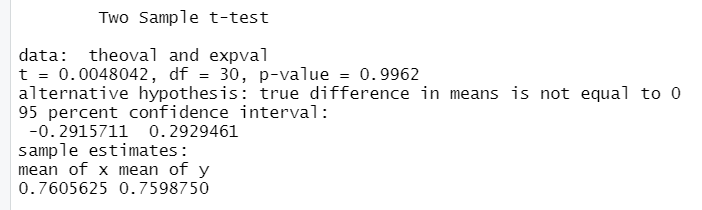 Two Sample t-test
data: theoval and expval
t = 0.0048042, df = 30, p-value = 0.9962
alternative hypothesis: true difference in means is not equal to 0
95 percent confidence interval:
-0.2915711 0.2929461
sample estimates:
mean of x mean of y
0.7605625 0.7598750